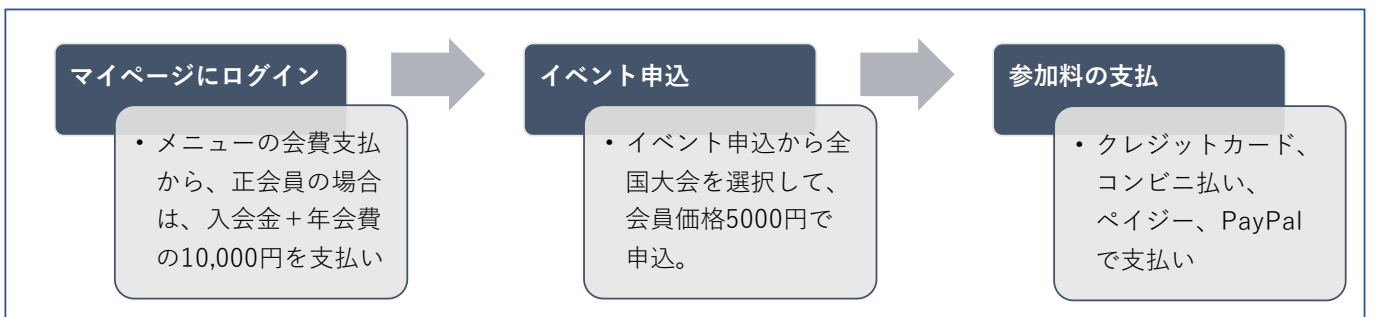 マイページにログイン
・メニューの会費支払
から、正会員の場合
は、入会金＋年会費
の10,000円を支払い
イベント申込
・イベント申込から全
国大会を選択して、
会員価格5000円で
申込。
参加料の支払
・クレジットカード、
コンビニ払い、
ペイジー、PayPal
で支払い